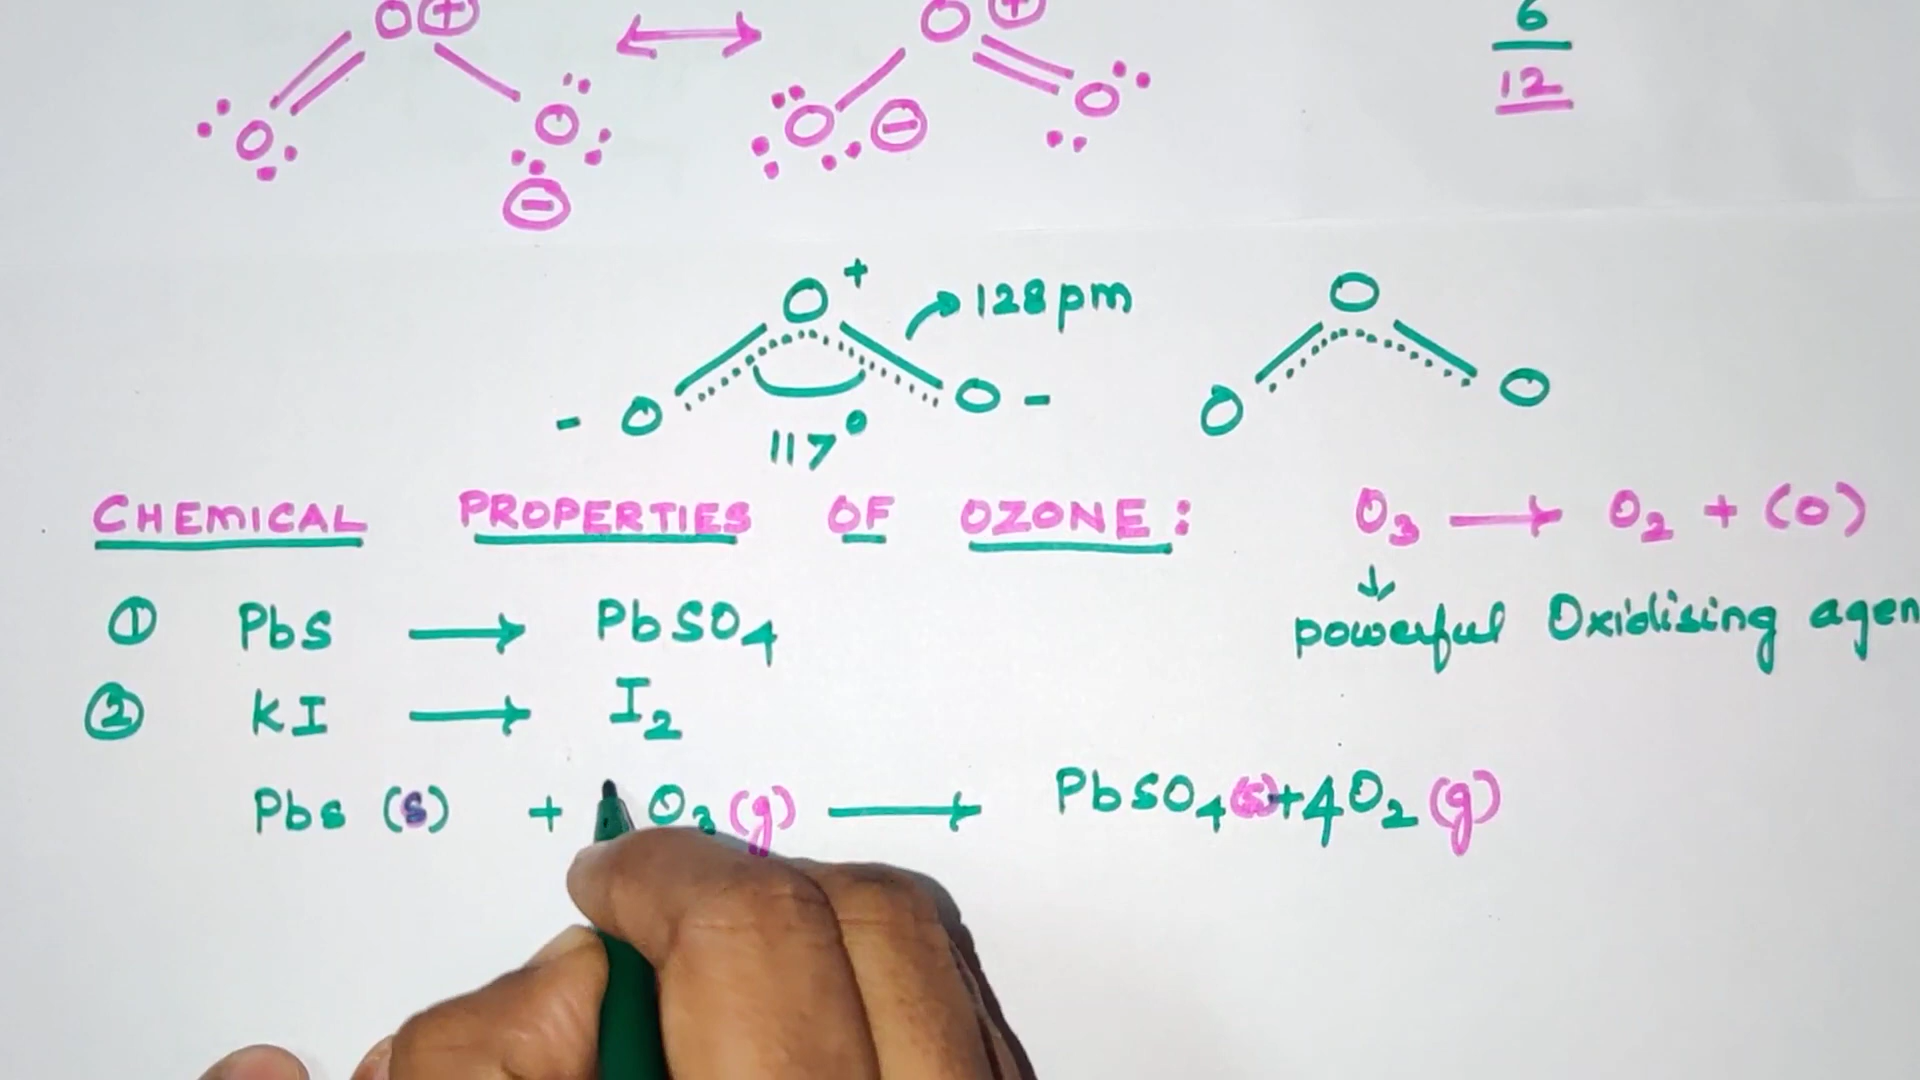 O⊕ ↔ O⊕ 6
O O ⊖ O ⊖ O 12
O⁺ 128pm O
- O O - O O
117°
CHEMICAL PROPERTIES OF OZONE: O₃ → O₂ + (O)
↓
① PbS → PbSO₄ powerful Oxidising agen
② KI → I₂
Pbs (s) + O₃(g) → PbSO₄(s)+4O₂(g)